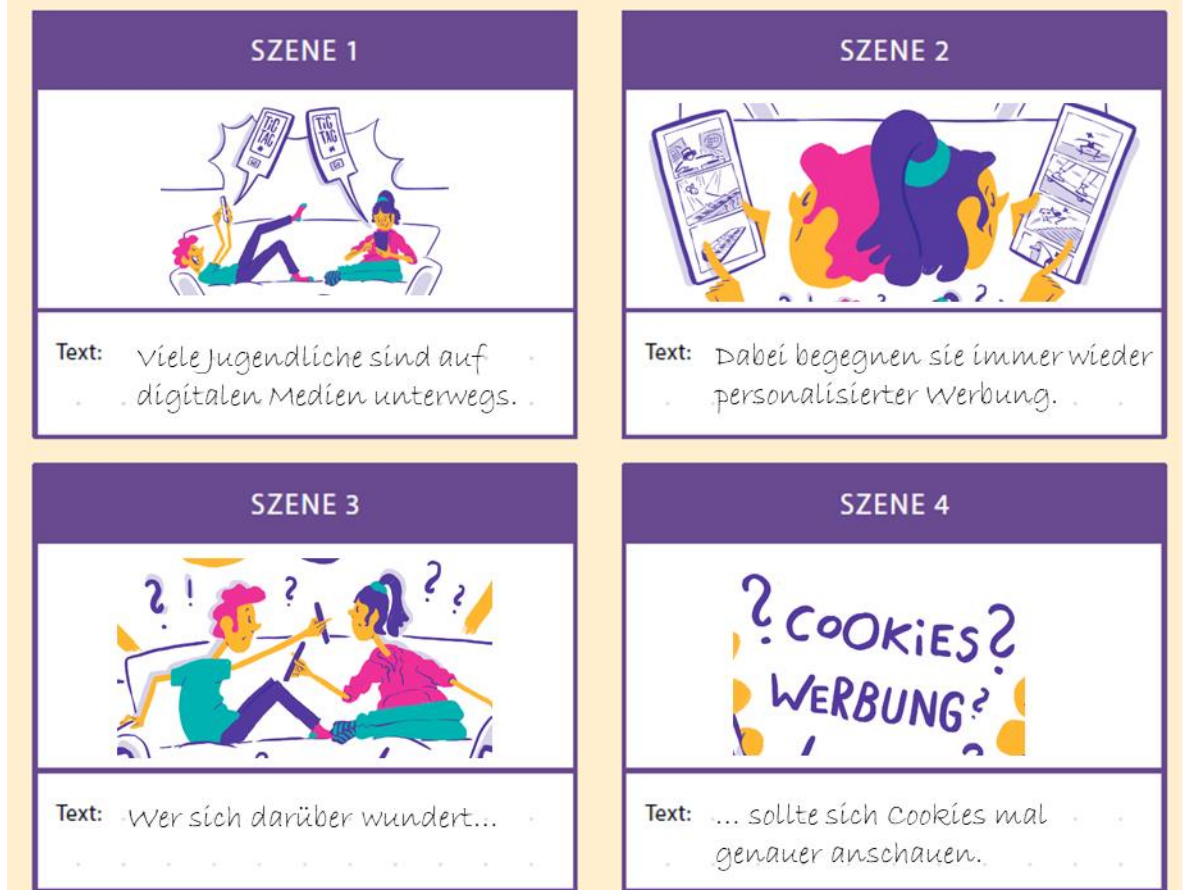 SZENE 1
TiG
TAG
TiG
TAG
Text: Viele Jugendliche sind auf
digitalen Medien unterwegs.
SZENE 2
Text: Dabei begegnen sie immer wieder
personalisierter Werbung.
SZENE 3
? ! ? ? ?
Text: Wer sich darüber wundert...
SZENE 4
? COOKiES?
WERBUNG?
Text: ... sollte sich Cookies mal
genauer anschauen.